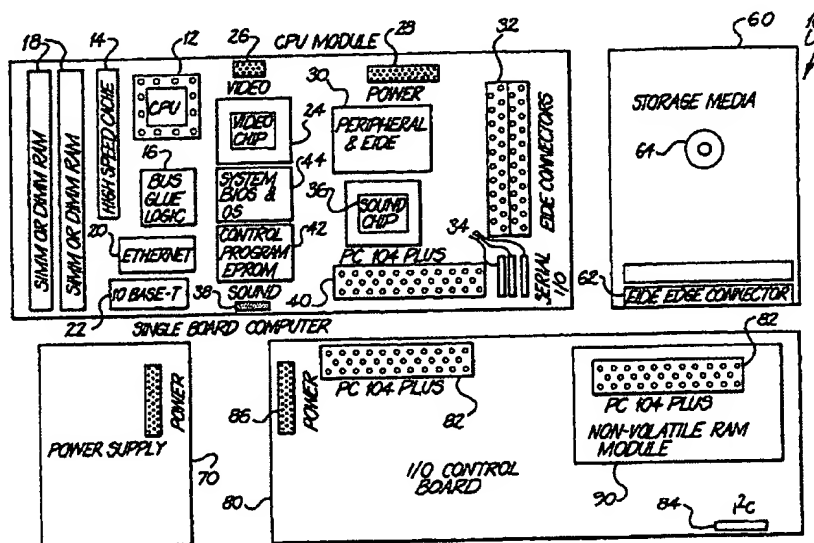 18
14
12
26
CPU MODULE
28
32
60
VIDEO
POWER
30
SIMM OR DIMM RAM
SIMM OR DIMM RAM
HIGH SPEED CACHE
CPU
VIDEO
CHIP
24
PERIPHERAL
& EIDE
EIDE CONNECTORS
STORAGE MEDIA
64
16
BUS
GLUE
LOGIC
44
SYSTEM
BIOS &
OS
36
SOUND
CHIP
20
ETHERNET
CONTROL
PROGRAM
EPROM
42
34
PC 104 PLUS
SERIAL
I/O
22
10 BASE-T
38
SOUND
40
62
EIDE EDGE CONNECTOR
SINGLE BOARD COMPUTER
82
POWER
86
POWER
PC 104 PLUS
82
PC 104 PLUS
NON-VOLATILE RAM
MODULE
POWER SUPPLY
70
80
I/O CONTROL
BOARD
90
84
I²C